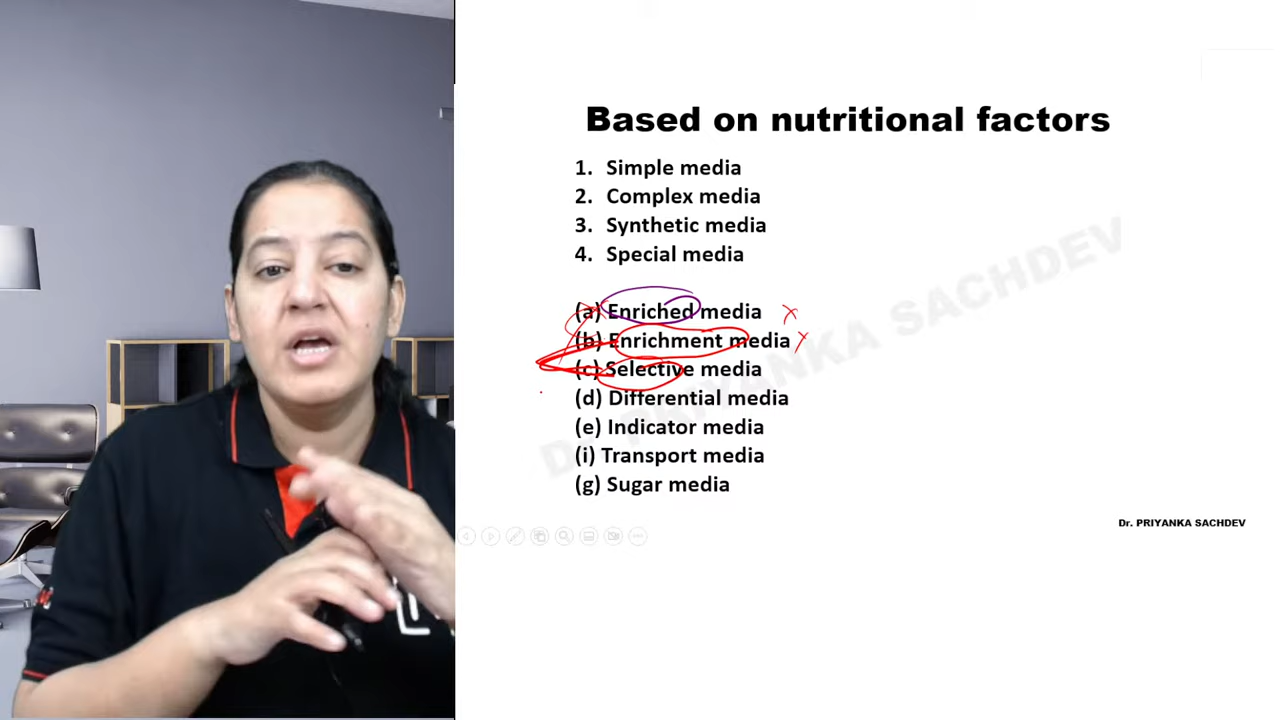 Based on nutritional factors
1. Simple media
2. Complex media
3. Synthetic media
4. Special media
(a) Enriched media
(b) Enrichment media
(c) Selective media
(d) Differential media
(e) Indicator media
(i) Transport media
(g) Sugar media
DR. PRIYANKA SACHDEV
Dr. PRIYANKA SACHDEV